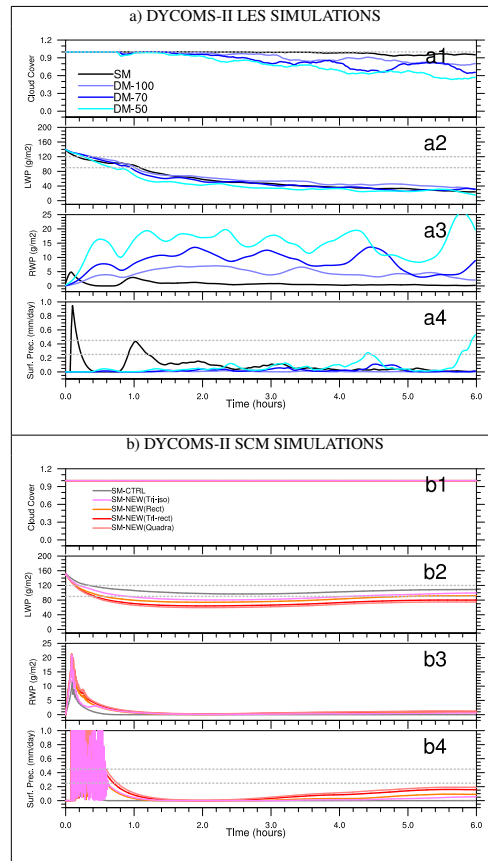 a) DYCOMS-II LES SIMULATIONS
1.2
0.9
0.6
0.3
0.0
Cloud Cover
SM
DM-100
DM-70
DM-50
a1
200
160
120
80
40
0
LWP (g/m2)
a2
25
20
15
10
5
0
RWP (g/m2)
a3
1.0
0.8
0.6
0.4
0.2
0.0
Surf. Prec. (mm/day)
a4
0.0 1.0 2.0 3.0 4.0 5.0 6.0
Time (hours)
b) DYCOMS-II SCM SIMULATIONS
1.2
0.9
0.6
0.3
0.0
Cloud Cover
SM-CTRL
SM-NEW(Tri-iso)
SM-NEW(Rect)
SM-NEW(Tri-rect)
SM-NEW(Quadra)
b1
200
160
120
80
40
0
LWP (g/m2)
b2
25
20
15
10
5
0
RWP (g/m2)
b3
1.0
0.8
0.6
0.4
0.2
0.0
Surf. Prec. (mm/day)
b4
0.0 1.0 2.0 3.0 4.0 5.0 6.0
Time (hours)